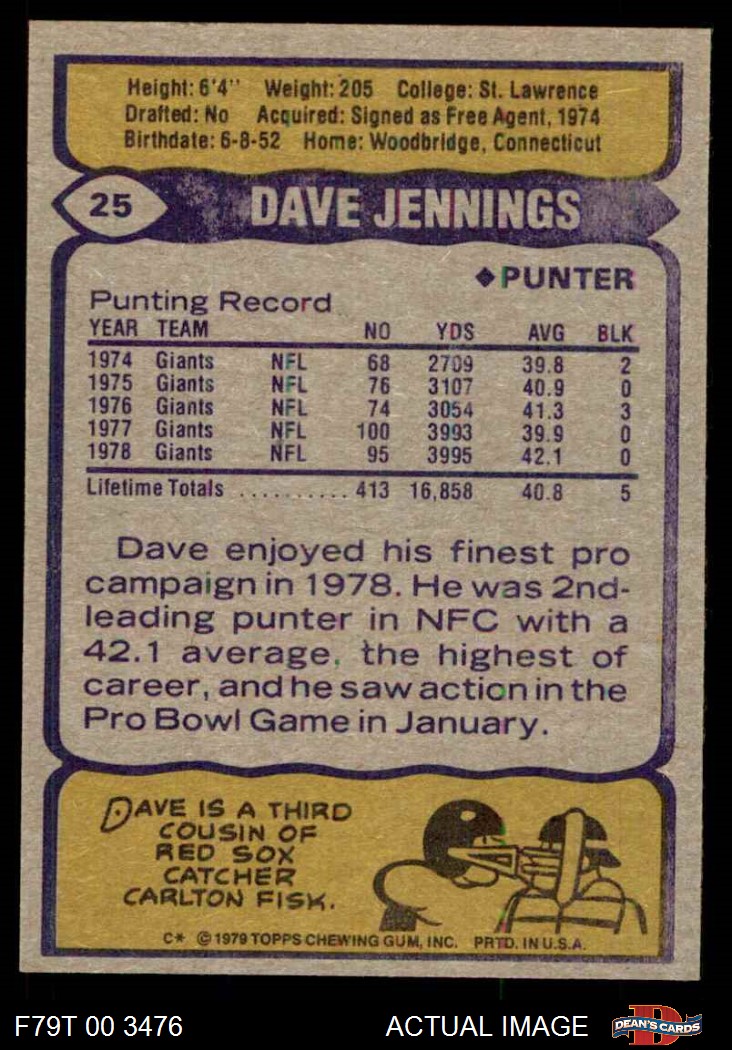 Height: 6'4" Weight: 205 College: St. Lawrence
Drafted: No Acquired: Signed as Free Agent, 1974
Birthdate: 6-8-52 Home: Woodbridge, Connecticut
25 DAVE JENNINGS
◆PUNTER
Punting Record
YEAR TEAM NO YDS AVG BLK
1974 Giants NFL 68 2709 39.8 2
1975 Giants NFL 76 3107 40.9 0
1976 Giants NFL 74 3054 41.3 3
1977 Giants NFL 100 3993 39.9 0
1978 Giants NFL 95 3995 42.1 0
Lifetime Totals .......... 413 16,858 40.8 5
Dave enjoyed his finest pro
campaign in 1978. He was 2nd-
leading punter in NFC with a
42.1 average, the highest of
career, and he saw action in the
Pro Bowl Game in January.
DAVE IS A THIRD
COUSIN OF
RED SOX
CATCHER
CARLTON FISK.
C* © 1979 TOPPS CHEWING GUM, INC. PRTD. IN U.S.A.
F79T 00 3476 ACTUAL IMAGE D DEAN'S CARDS